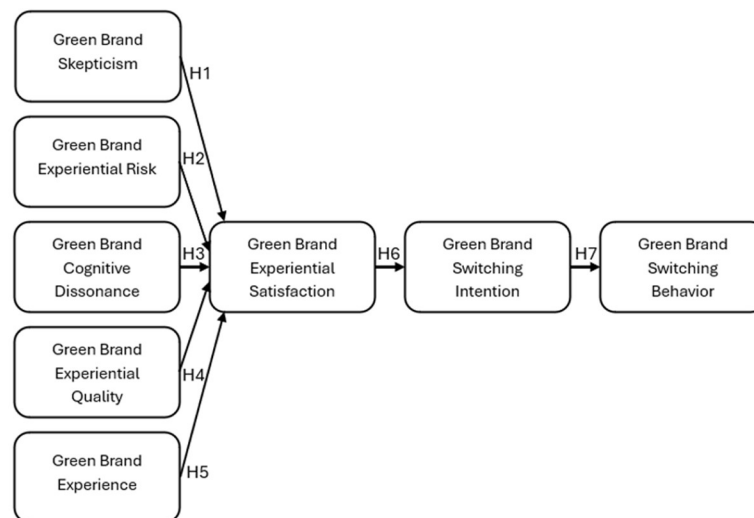 Green Brand
Skepticism
H1
Green Brand
Experiential Risk
H2
Green Brand
Cognitive
Dissonance
H3
Green Brand
Experiential
Satisfaction
H6
Green Brand
Switching
Intention
H7
Green Brand
Switching
Behavior
Green Brand
Experiential
Quality
H4
Green Brand
Experience
H5